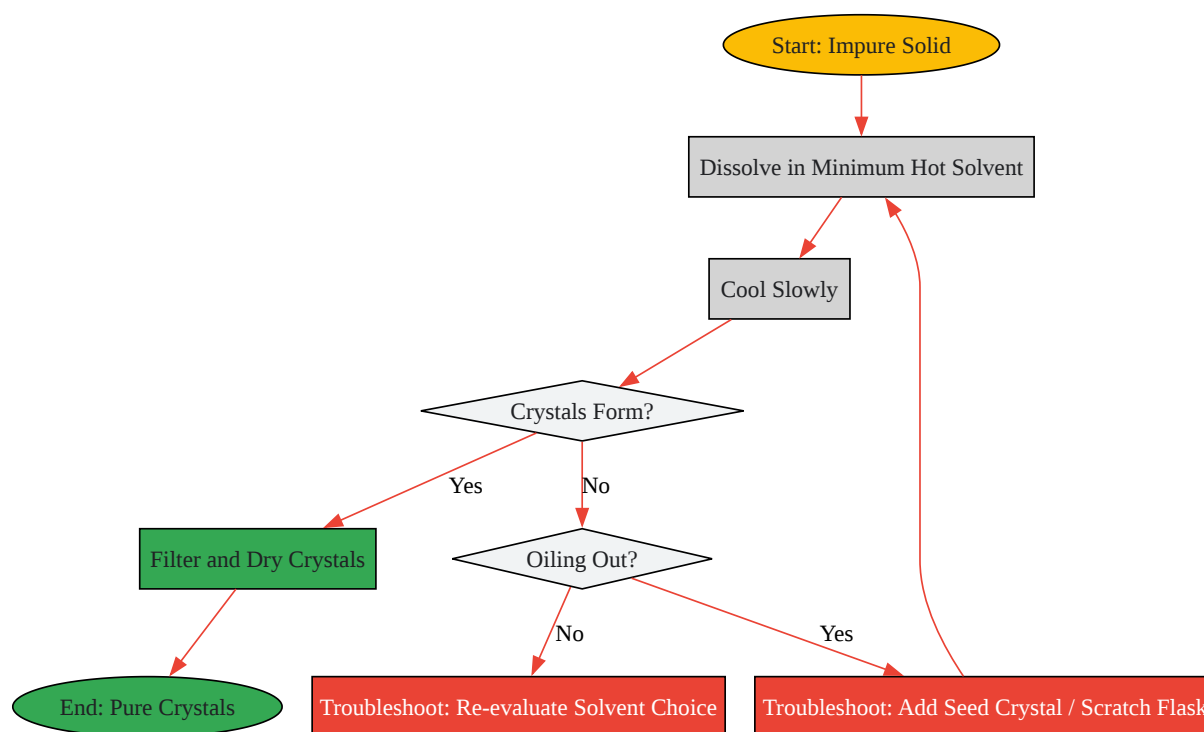 Start: Impure Solid
Dissolve in Minimum Hot Solvent
Cool Slowly
Crystals Form?
Yes
No
Filter and Dry Crystals
Oiling Out?
No
Yes
End: Pure Crystals
Troubleshoot: Re-evaluate Solvent Choice
Troubleshoot: Add Seed Crystal / Scratch Flask